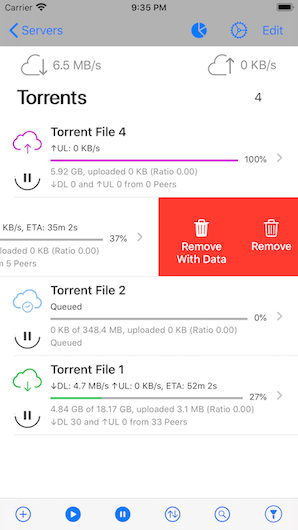 Carrier 9:35 PM
Servers Edit
6.5 MB/s 0 KB/s
Torrents 4
Torrent File 4
↑UL: 0 KB/s
100%
5.92 GB, uploaded 0 KB (Ratio 0.00)
↓DL 0 and ↑UL 0 from 0 Peers
KB/s, ETA: 35m 2s
37%
loaded 0 KB (Ratio 0.00)
m 5 Peers
Remove
With Data
Remove
Torrent File 2
Queued
0%
0 KB of 348.4 MB, uploaded 0 KB (Ratio 0.00)
Queued
Torrent File 1
↓DL: 4.7 MB/s ↑UL: 0 KB/s, ETA: 52m 2s
27%
4.84 GB of 18.17 GB, uploaded 3.1 MB (Ratio 0.00)
↓DL 30 and ↑UL 0 from 33 Peers